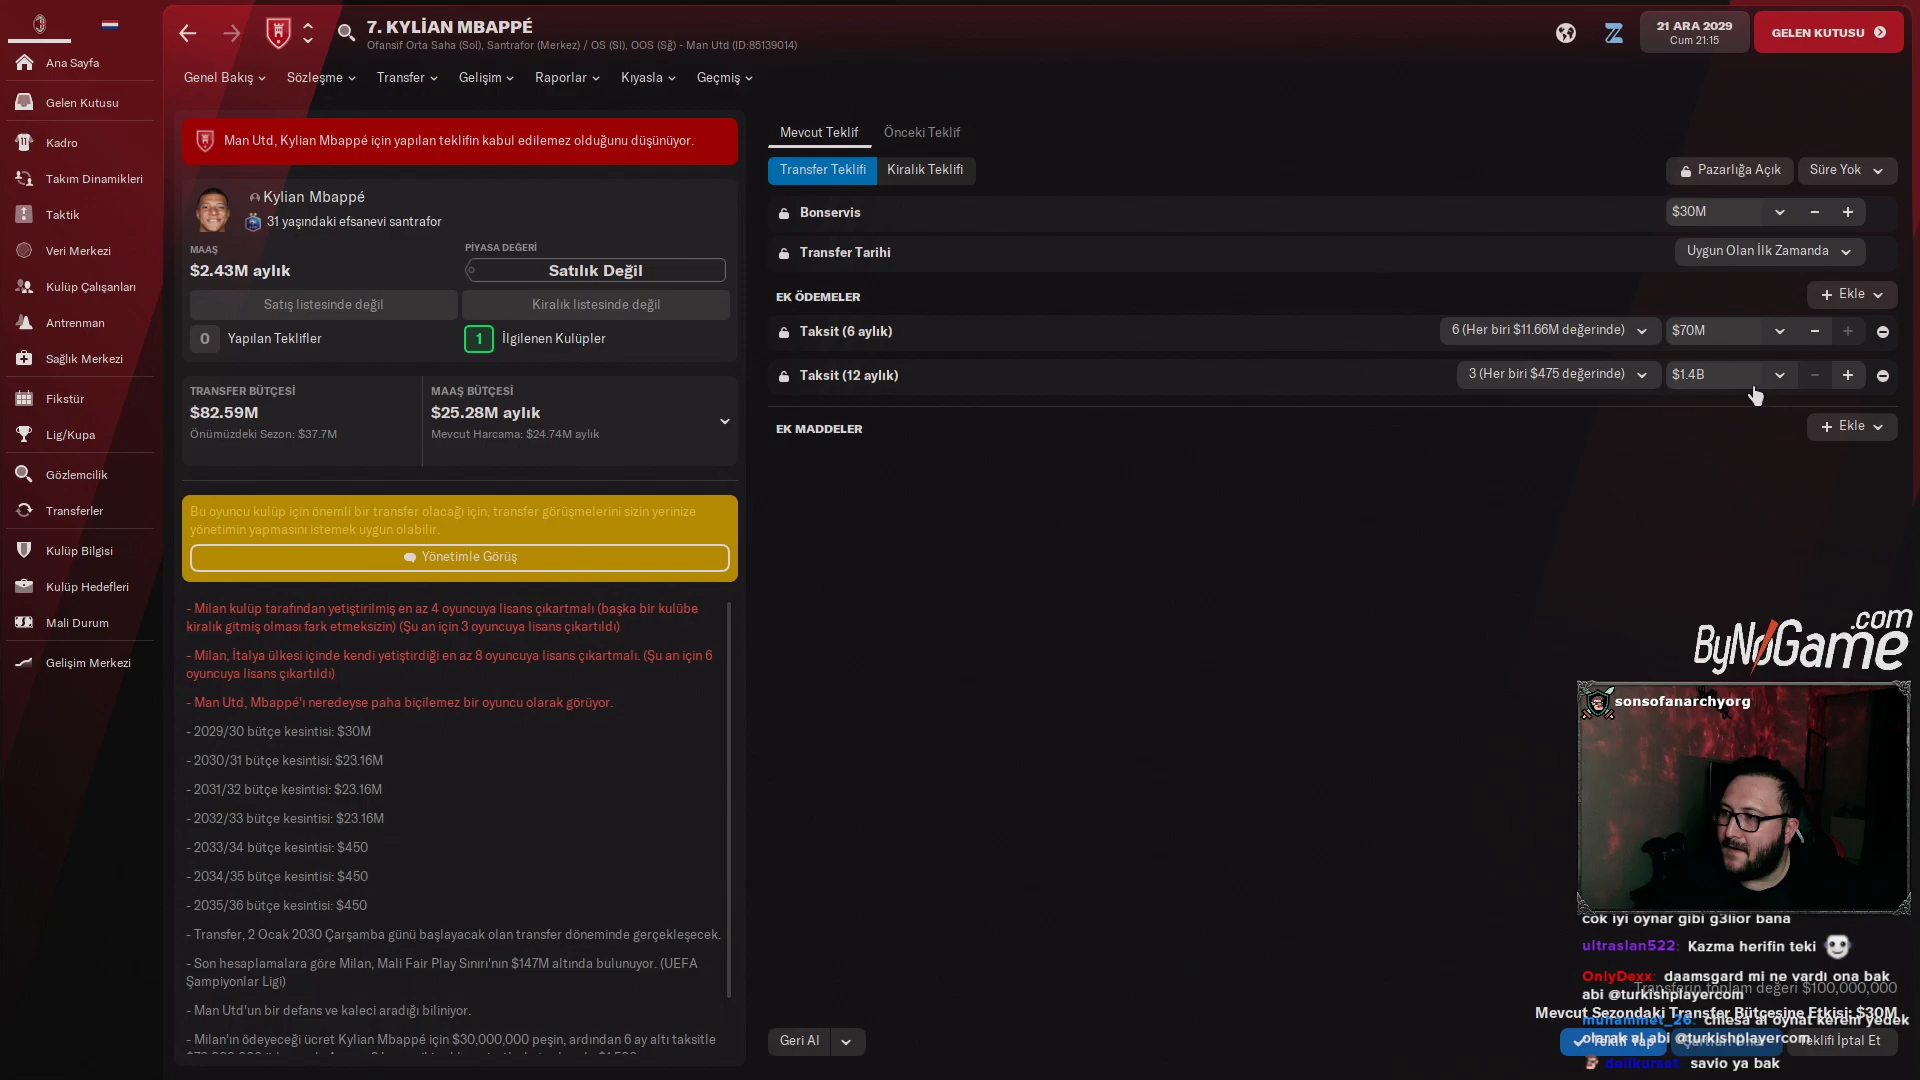 7. KYLİAN MBAPPÉ
Ofansif Orta Saha (Sol), Santrafor (Merkez) / OS (Sl), OOS (Sğ) - Man Utd (ID:85139014)
21 ARA 2029
Cum 21:15
GELEN KUTUSU
Genel Bakış
Sözleşme
Transfer
Gelişim
Raporlar
Kıyasla
Geçmiş
Ana Sayfa
Gelen Kutusu
Kadro
Takım Dinamikleri
Taktik
Veri Merkezi
Kulüp Çalışanları
Antrenman
Sağlık Merkezi
Fikstür
Lig/Kupa
Gözlemcilik
Transferler
Kulüp Bilgisi
Kulüp Hedefleri
Mali Durum
Gelişim Merkezi
Man Utd, Kylian Mbappé için yapılan teklifin kabul edilemez olduğunu düşünüyor.
Kylian Mbappé
31 yaşındaki efsanevi santrafor
MAAŞ
$2.43M aylık
PİYASA DEĞERİ
Satılık Değil
Satış listesinde değil
Kiralık listesinde değil
0 Yapılan Teklifler
1 İlgilenen Kulüpler
TRANSFER BÜTÇESİ
$82.59M
Önümüzdeki Sezon: $37.7M
MAAŞ BÜTÇESİ
$25.28M aylık
Mevcut Harcama: $24.74M aylık
Bu oyuncu kulüp için önemli bir transfer olacağı için, transfer görüşmelerini sizin yerinize
yönetimin yapmasını istemek uygun olabilir.
Yönetimle Görüş
- Milan kulüp tarafından yetiştirilmiş en az 4 oyuncuya lisans çıkartmalı (başka bir kulübe
kiralık gitmiş olması fark etmeksizin) (Şu an için 3 oyuncuya lisans çıkartıldı)
- Milan, İtalya ülkesi içinde kendi yetiştirdiği en az 8 oyuncuya lisans çıkartmalı. (Şu an için 6
oyuncuya lisans çıkartıldı)
- Man Utd, Mbappé'ı neredeyse paha biçilemez bir oyuncu olarak görüyor.
- 2029/30 bütçe kesintisi: $30M
- 2030/31 bütçe kesintisi: $23.16M
- 2031/32 bütçe kesintisi: $23.16M
- 2032/33 bütçe kesintisi: $23.16M
- 2033/34 bütçe kesintisi: $450
- 2034/35 bütçe kesintisi: $450
- 2035/36 bütçe kesintisi: $450
- Transfer, 2 Ocak 2030 Çarşamba günü başlayacak olan transfer döneminde gerçekleşecek.
- Son hesaplamalara göre Milan, Mali Fair Play Sınırı'nın $147M altında bulunuyor. (UEFA
Şampiyonlar Ligi)
- Man Utd'un bir defans ve kaleci aradığı biliniyor.
- Milan'ın ödeyeceği ücret Kylian Mbappé için $30,000,000 peşin, ardından 6 ay altı taksitle
Mevcut Teklif
Önceki Teklif
Transfer Teklifi
Kiralık Teklifi
Pazarlığa Açık
Süre Yok
Bonservis
$30M
Transfer Tarihi
Uygun Olan İlk Zamanda
EK ÖDEMELER
Ekle
Taksit (6 aylık)
6 (Her biri $11.66M değerinde)
$70M
Taksit (12 aylık)
3 (Her biri $475 değerinde)
$1.4B
EK MADDELER
Ekle
ByNoGame.com
sonsofanarchyorg
cok iyi oynar gibi g3lior bana
ultraslan522: Kazma herifin teki
OnlyDexx: daamsgard mi ne vardı ona bak
abi @turkishplayercom
Transferin toplam değeri $100,000,000
Mevcut Sezondaki Transfer Bütçesine Etkisi: $30M
muhammet_26: chiesa al oynat kerem yedek
olarak al abi @turkishplayercom
savio ya bak
Geri Al
Teklif Yap
Teklifi İptal Et